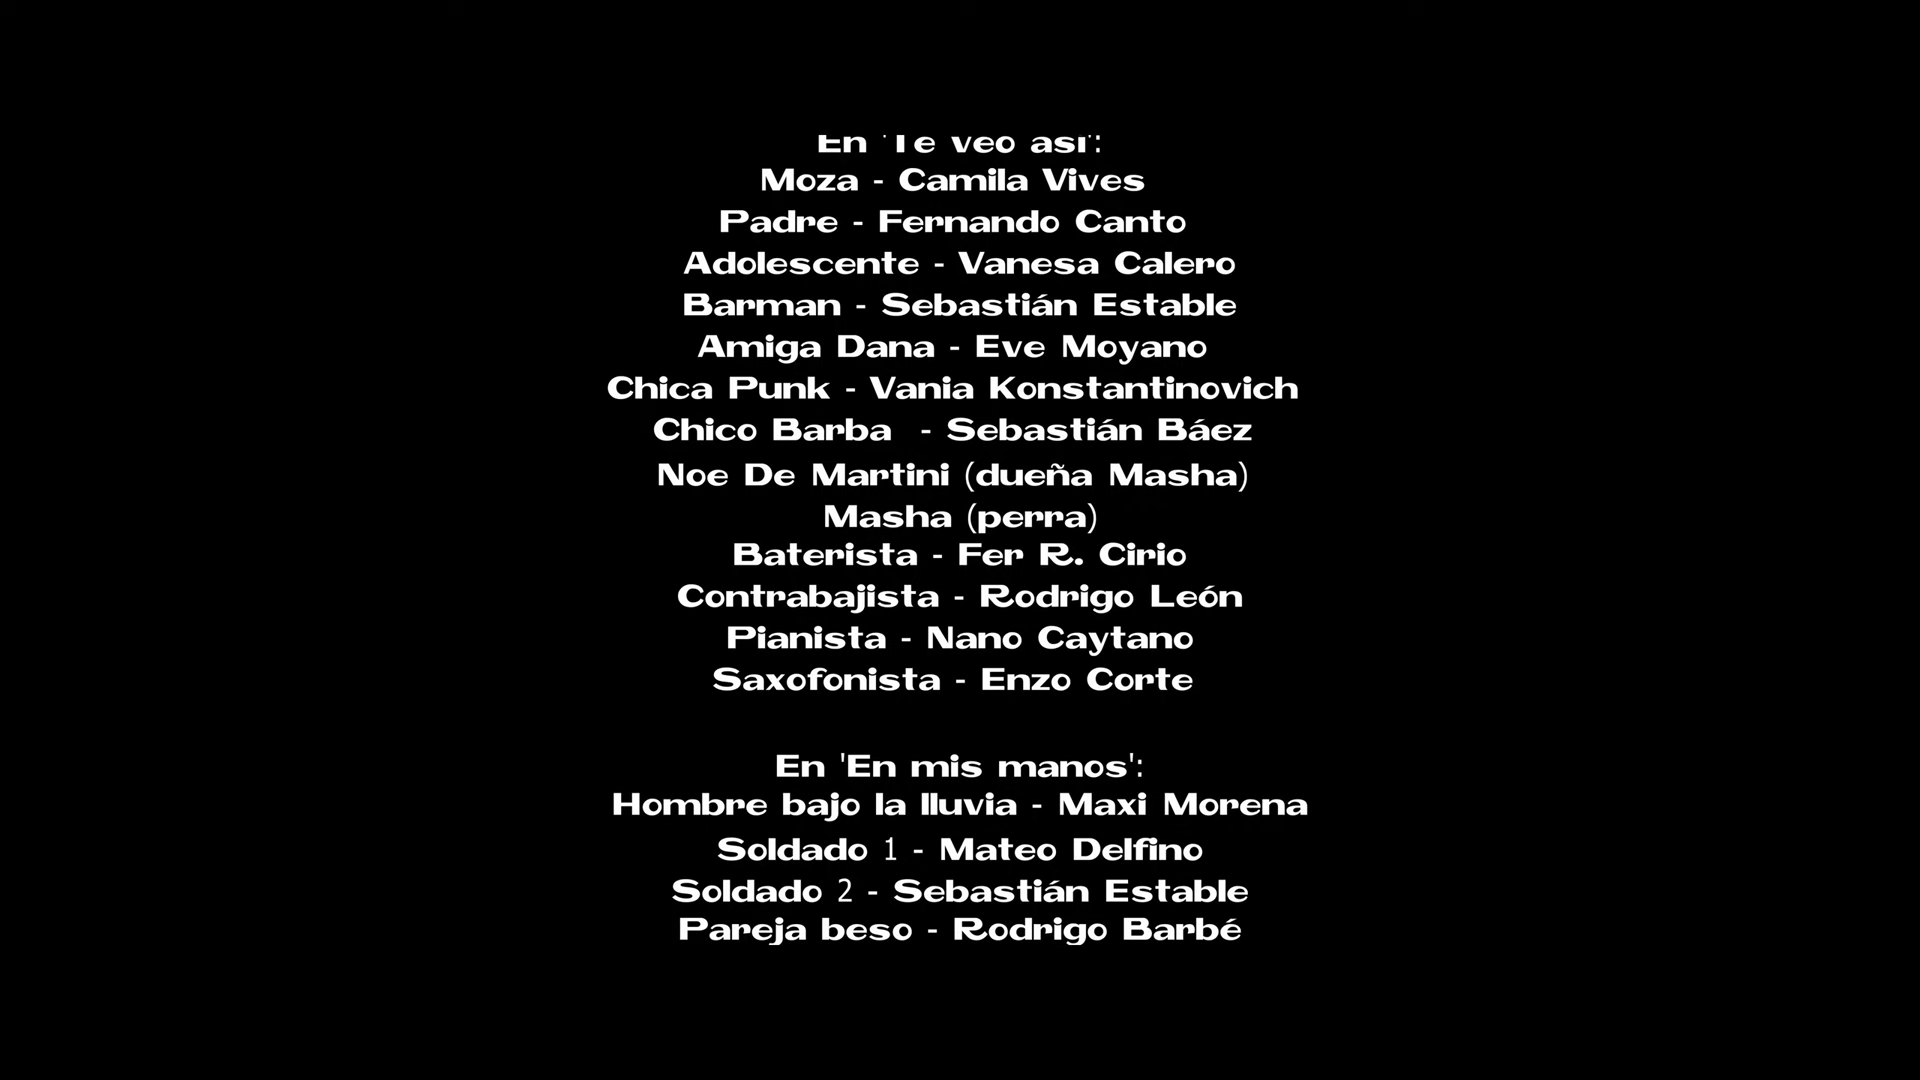 En 'Te veo así':
Moza - Camila Vives
Padre - Fernando Canto
Adolescente - Vanesa Calero
Barman - Sebastián Estable
Amiga Dana - Eve Moyano
Chica Punk - Vania Konstantinovich
Chico Barba  - Sebastián Báez
Noe De Martini (dueña Masha)
Masha (perra)
Baterista - Fer R. Cirio
Contrabajista - Rodrigo León
Pianista - Nano Caytano
Saxofonista - Enzo Corte
En 'En mis manos':
Hombre bajo la lluvia - Maxi Morena
Soldado 1 - Mateo Delfino
Soldado 2 - Sebastián Estable
Pareja beso - Rodrigo Barbé